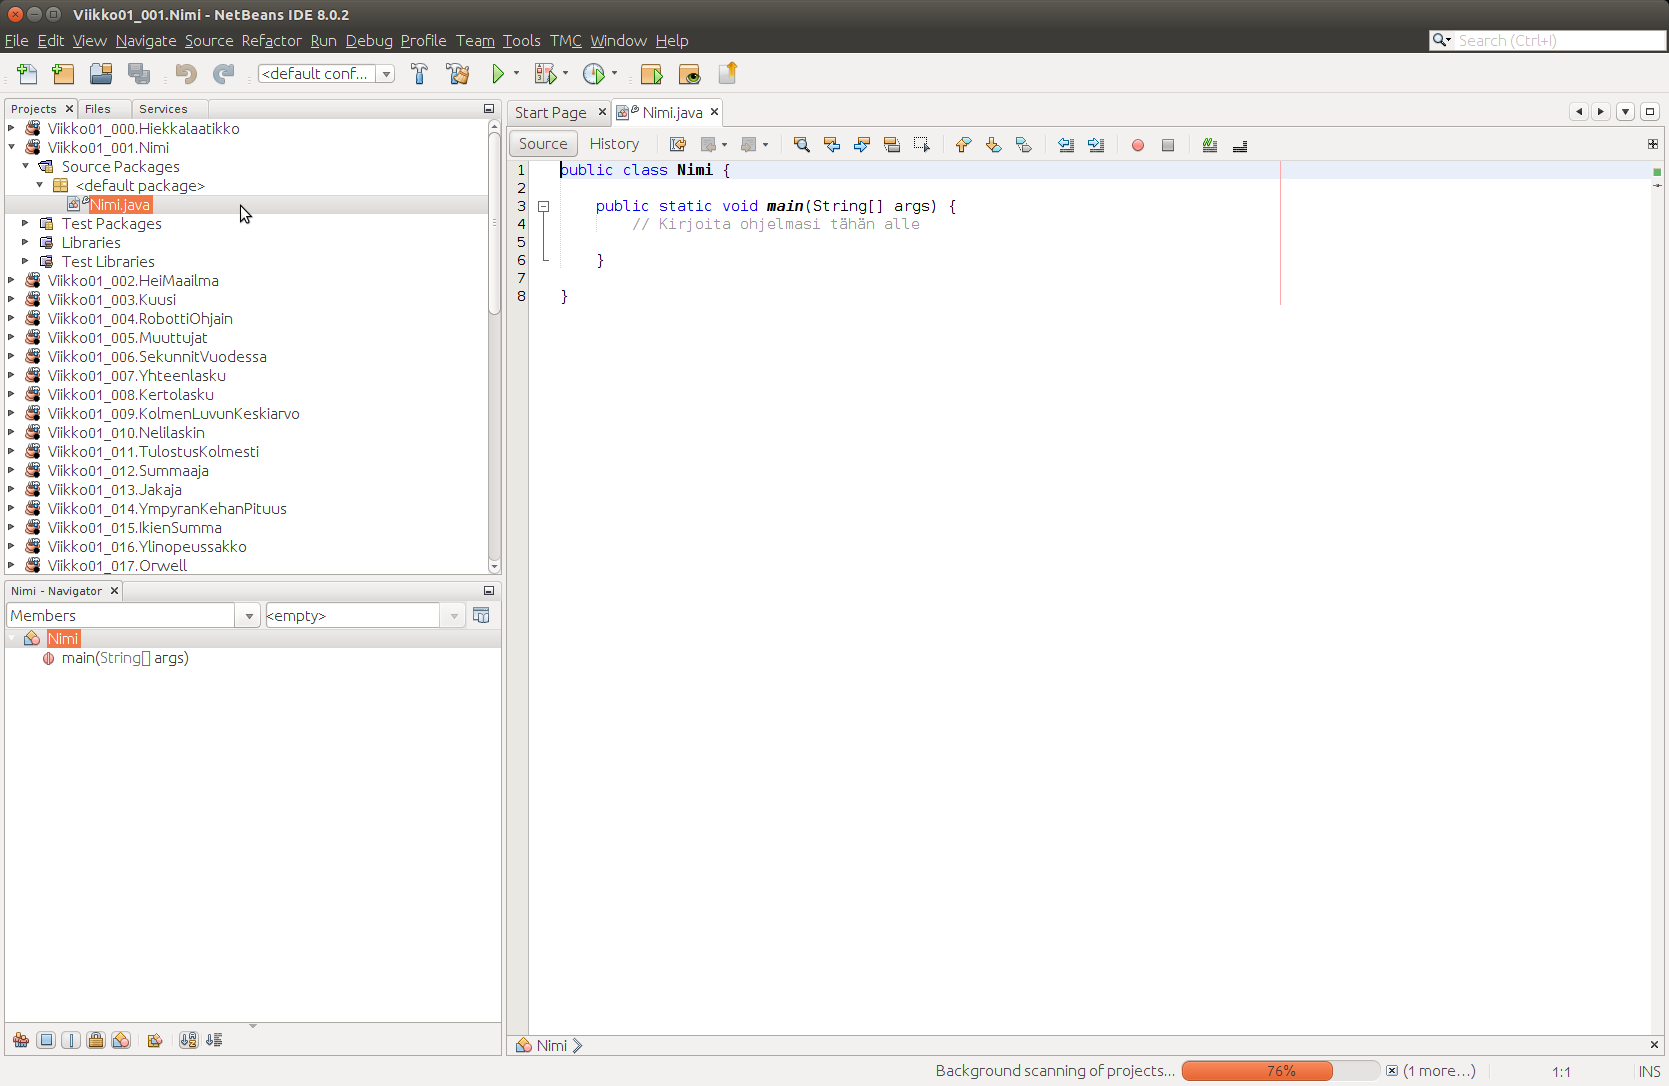 Viikko01_001.Nimi - NetBeans IDE 8.0.2
File Edit View Navigate Source Refactor Run Debug Profile Team Tools TMC Window Help
Search (Ctrl+I)
<default conf...
Projects Files Services
Viikko01_000.Hiekkalaatikko
Viikko01_001.Nimi
Source Packages
<default package>
Nimi.java
Test Packages
Libraries
Test Libraries
Viikko01_002.HeiMaailma
Viikko01_003.Kuusi
Viikko01_004.RobottiOhjain
Viikko01_005.Muuttujat
Viikko01_006.SekunnitVuodessa
Viikko01_007.Yhteenlasku
Viikko01_008.Kertolasku
Viikko01_009.KolmenLuvunKeskiarvo
Viikko01_010.Nelilaskin
Viikko01_011.TulostusKolmesti
Viikko01_012.Summaaja
Viikko01_013.Jakaja
Viikko01_014.YmpyranKehanPituus
Viikko01_015.IkienSumma
Viikko01_016.Ylinopeussakko
Viikko01_017.Orwell
Nimi - Navigator
Members <empty>
Nimi
main(String[] args)
Start Page Nimi.java
Source History
1 public class Nimi {
2
3 public static void main(String[] args) {
4 // Kirjoita ohjelmasi tähän alle
5
6 }
7
8 }
Nimi
Background scanning of projects... 76% (1 more...) 1:1 INS